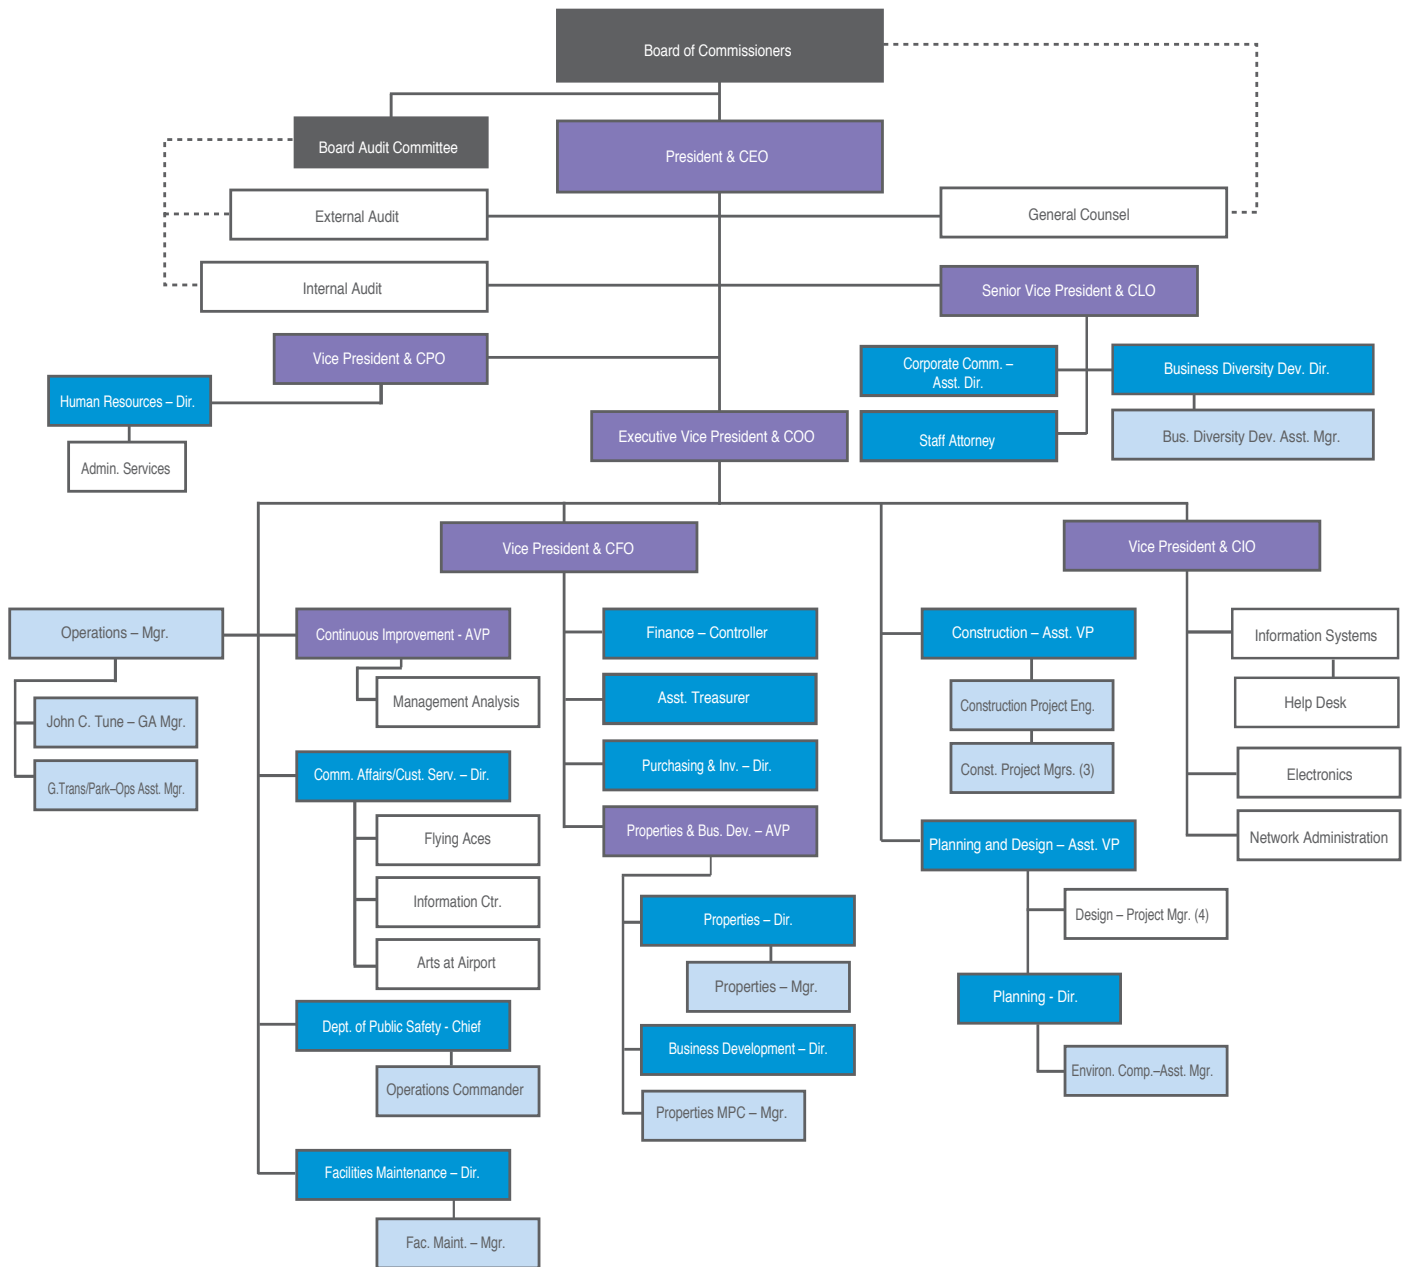 Board of Commissioners
Board Audit Committee
President & CEO
External Audit
General Counsel
Internal Audit
Senior Vice President & CLO
Vice President & CPO
Corporate Comm. –
Asst. Dir.
Business Diversity Dev. Dir.
Human Resources – Dir.
Executive Vice President & COO
Staff Attorney
Bus. Diversity Dev. Asst. Mgr.
Admin. Services
Vice President & CFO
Vice President & CIO
Operations – Mgr.
Continuous Improvement - AVP
Finance – Controller
Construction – Asst. VP
Information Systems
Management Analysis
Asst. Treasurer
Construction Project Eng.
Help Desk
John C. Tune – GA Mgr.
G.Trans/Park–Ops Asst. Mgr.
Comm. Affairs/Cust. Serv. – Dir.
Purchasing & Inv. – Dir.
Const. Project Mgrs. (3)
Electronics
Flying Aces
Properties & Bus. Dev. – AVP
Planning and Design – Asst. VP
Network Administration
Information Ctr.
Properties – Dir.
Design – Project Mgr. (4)
Arts at Airport
Properties – Mgr.
Planning - Dir.
Dept. of Public Safety - Chief
Business Development – Dir.
Environ. Comp.–Asst. Mgr.
Operations Commander
Properties MPC – Mgr.
Facilities Maintenance – Dir.
Fac. Maint. – Mgr.